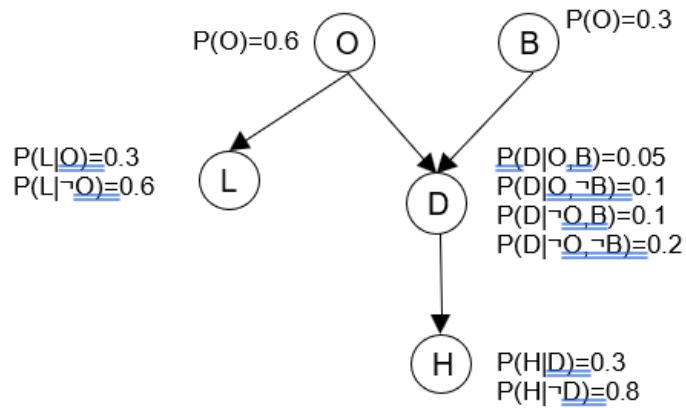 P(O)=0.6
O
B
P(O)=0.3
P(L|O)=0.3
P(L|¬O)=0.6
L
D
P(D|O,B)=0.05
P(D|O,¬B)=0.1
P(D|¬O,B)=0.1
P(D|¬O,¬B)=0.2
H
P(H|D)=0.3
P(H|¬D)=0.8